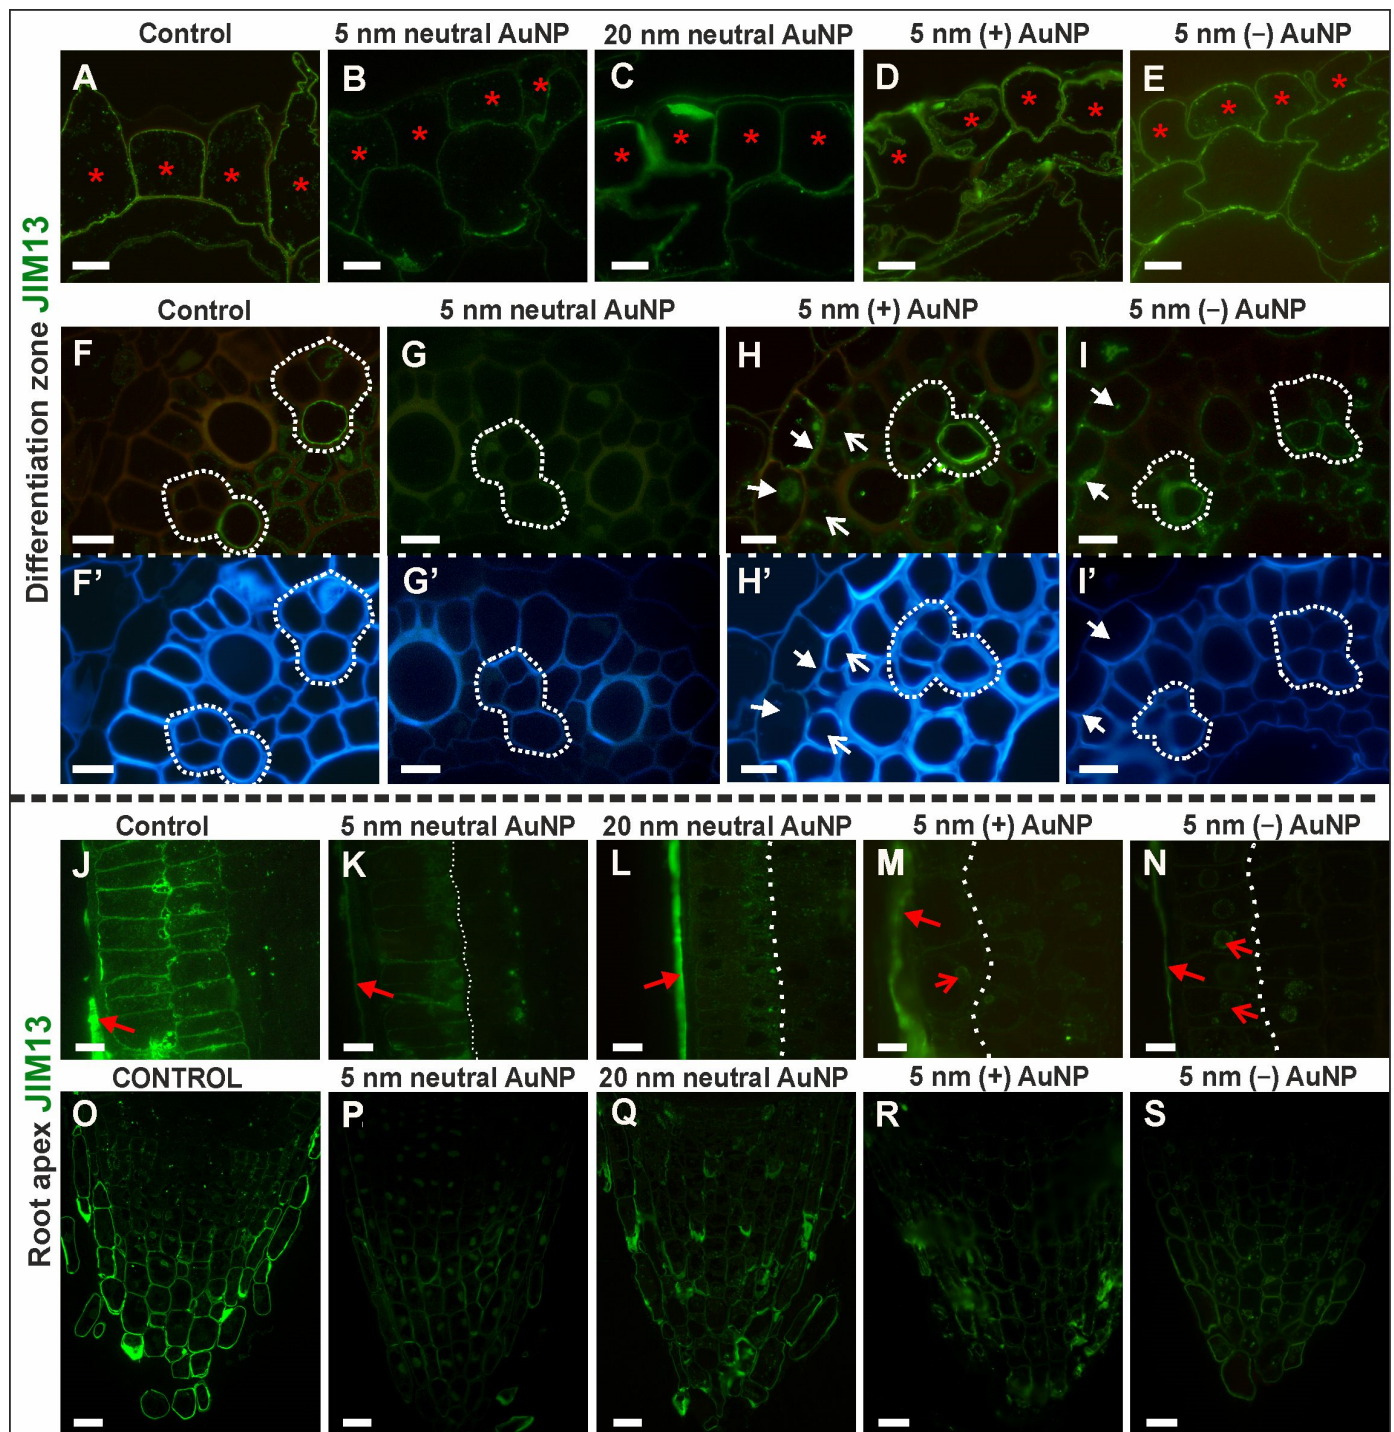 Control
5 nm neutral AuNP
20 nm neutral AuNP
5 nm (+) AuNP
5 nm (−) AuNP
A
B
C
D
E
Differentiation zone JIM13
Control
5 nm neutral AuNP
5 nm (+) AuNP
5 nm (−) AuNP
F
G
H
I
F’
G’
H’
I’
Control
5 nm neutral AuNP
20 nm neutral AuNP
5 nm (+) AuNP
5 nm (−) AuNP
J
K
L
M
N
Root apex JIM13
CONTROL
5 nm neutral AuNP
20 nm neutral AuNP
5 nm (+) AuNP
5 nm (−) AuNP
O
P
Q
R
S